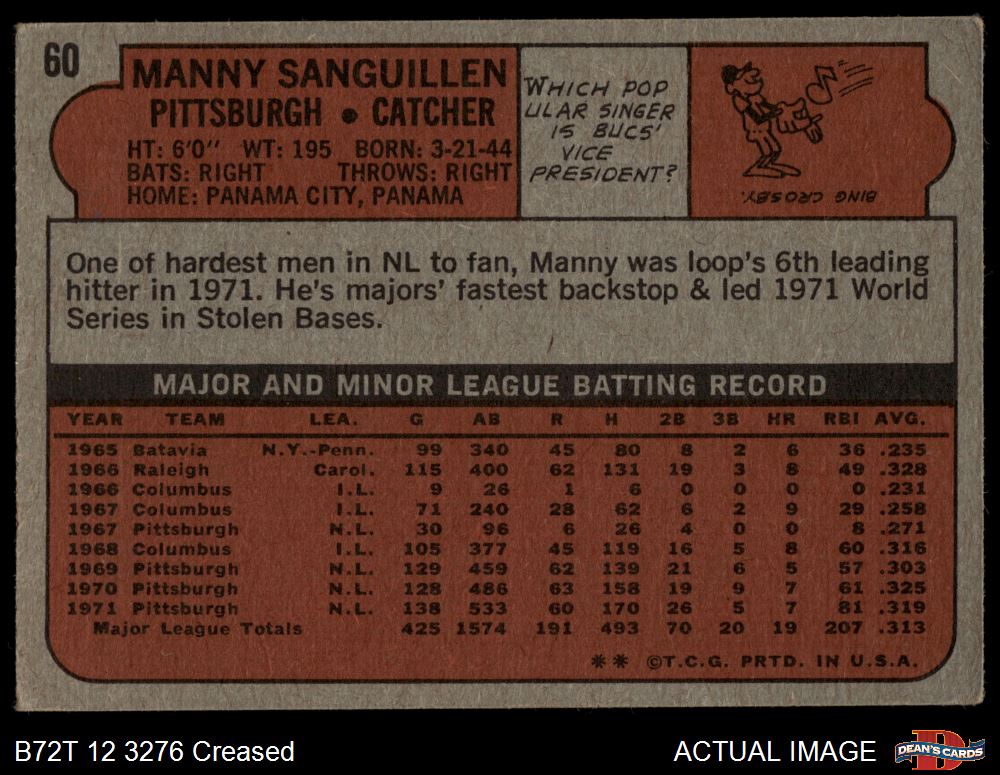 60
MANNY SANGUILLEN
PITTSBURGH • CATCHER
HT: 6'0" WT: 195 BORN: 3-21-44
BATS: RIGHT THROWS: RIGHT
HOME: PANAMA CITY, PANAMA
WHICH POP
ULAR SINGER
IS BUCS'
VICE
PRESIDENT?
BING CROSBY.
One of hardest men in NL to fan, Manny was loop's 6th leading
hitter in 1971. He's majors' fastest backstop & led 1971 World
Series in Stolen Bases.
MAJOR AND MINOR LEAGUE BATTING RECORD
YEAR TEAM LEA. G AB R H 2B 3B HR RBI AVG.
1965 Batavia N.Y.-Penn. 99 340 45 80 8 2 6 36 .235
1966 Raleigh Carol. 115 400 62 131 19 3 8 49 .328
1966 Columbus I.L. 9 26 1 6 0 0 0 0 .231
1967 Columbus I.L. 71 240 28 62 6 2 9 29 .258
1967 Pittsburgh N.L. 30 96 6 26 4 0 0 8 .271
1968 Columbus I.L. 105 377 45 119 16 5 8 60 .316
1969 Pittsburgh N.L. 129 459 62 139 21 6 5 57 .303
1970 Pittsburgh N.L. 128 486 63 158 19 9 7 61 .325
1971 Pittsburgh N.L. 138 533 60 170 26 5 7 81 .319
Major League Totals 425 1574 191 493 70 20 19 207 .313
** ©T.C.G. PRTD. IN U.S.A.
B72T 12 3276 Creased
ACTUAL IMAGE
D
DEAN'S CARDS